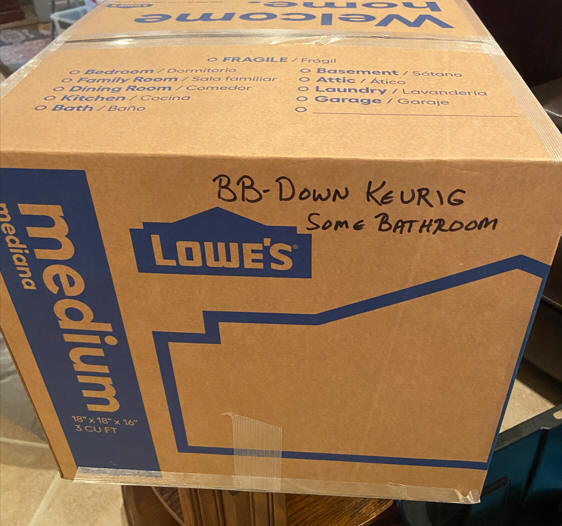 Welcome
home.
LOWE'S
○ FRAGILE / Frágil
○ Bedroom / Dormitorio
○ Family Room / Sala familiar
○ Dining Room / Comedor
○ Kitchen / Cocina
○ Bath / Baño
○ Basement / Sótano
○ Attic / Ático
○ Laundry / Lavandería
○ Garage / Garaje
○
BB-DOWN KEURIG
SOME BATHROOM
LOWE'S®
medium
mediana
18" x 18" x 16"
3 CU FT